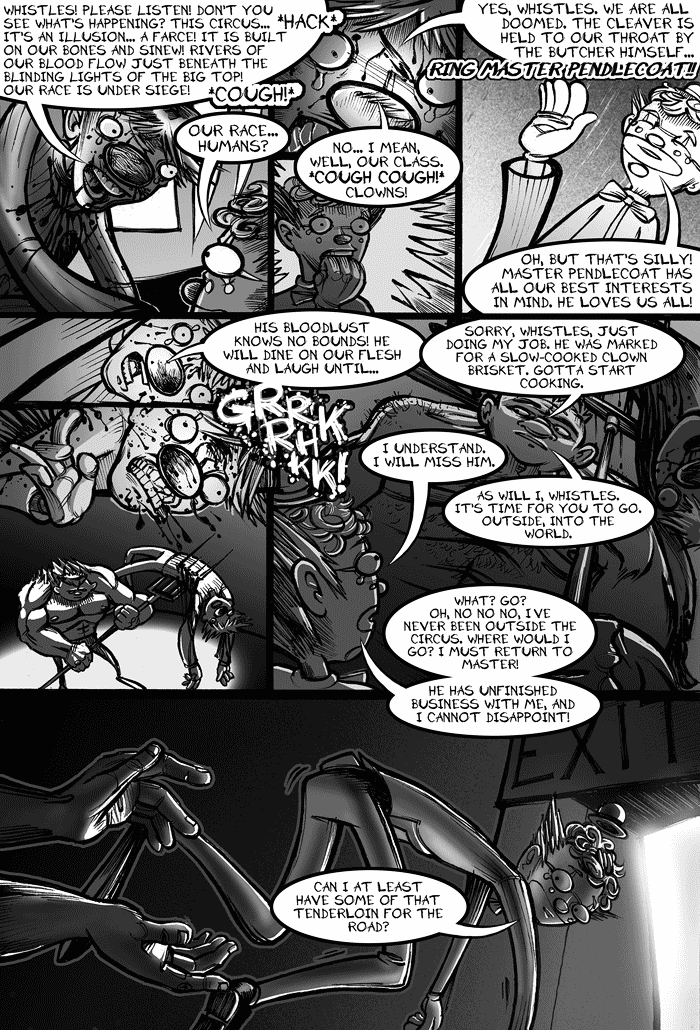 WHISTLES! PLEASE LISTEN! DON'T YOU
SEE WHAT'S HAPPENING? THIS CIRCUS...
IT'S AN ILLUSION... A FARCE! IT IS BUILT
ON OUR BONES AND SINEW! RIVERS OF
OUR BLOOD FLOW JUST BENEATH THE
BLINDING LIGHTS OF THE BIG TOP!
OUR RACE IS UNDER SIEGE!
*HACK*
*COUGH!*
OUR RACE...
HUMANS?
NO... I MEAN,
WELL, OUR CLASS.
*COUGH COUGH!*
CLOWNS!
YES, WHISTLES. WE ARE ALL
DOOMED. THE CLEAVER IS
HELD TO OUR THROAT BY
THE BUTCHER HIMSELF...
RING MASTER PENDLECOAT!!
OH, BUT THAT'S SILLY!
MASTER PENDLECOAT HAS
ALL OUR BEST INTERESTS
IN MIND. HE LOVES US ALL!
HIS BLOODLUST
KNOWS NO BOUNDS! HE
WILL DINE ON OUR FLESH
AND LAUGH UNTIL...
GRR
RHK
KK!
SORRY, WHISTLES, JUST
DOING MY JOB. HE WAS MARKED
FOR A SLOW-COOKED CLOWN
BRISKET. GOTTA START
COOKING.
I UNDERSTAND.
I WILL MISS HIM.
AS WILL I, WHISTLES.
IT'S TIME FOR YOU TO GO.
OUTSIDE, INTO THE
WORLD.
WHAT? GO?
OH, NO NO NO, I'VE
NEVER BEEN OUTSIDE THE
CIRCUS. WHERE WOULD I
GO? I MUST RETURN TO
MASTER!
HE HAS UNFINISHED
BUSINESS WITH ME, AND
I CANNOT DISAPPOINT!
EXIT
CAN I AT LEAST
HAVE SOME OF THAT
TENDERLOIN FOR THE
ROAD?